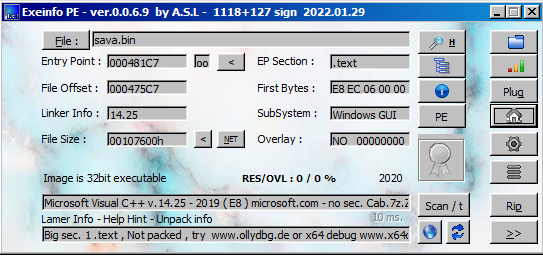 Exeinfo PE - ver.0.0.6.9 by A.S.L - 1118+127 sign 2022.01.29
File : sava.bin H
Entry Point : 000481C7 oo < EP Section : .text
File Offset : 000475C7 First Bytes : E8 EC 06 00 00 Plug
Linker Info : 14.25 SubSystem : Windows GUI PE
File Size : 00107600h < NET Overlay : NO 00000000
Image is 32bit executable RES/OVL : 0 / 0 % 2020
Microsoft Visual C++ v.14.25 - 2019 ( E8 ) microsoft.com - no sec. Cab.7z.Z Scan / t Rip
Lamer Info - Help Hint - Unpack info 10 ms.
Big sec. 1 .text , Not packed , try www.ollydbg.de or x64 debug www.x64 >>